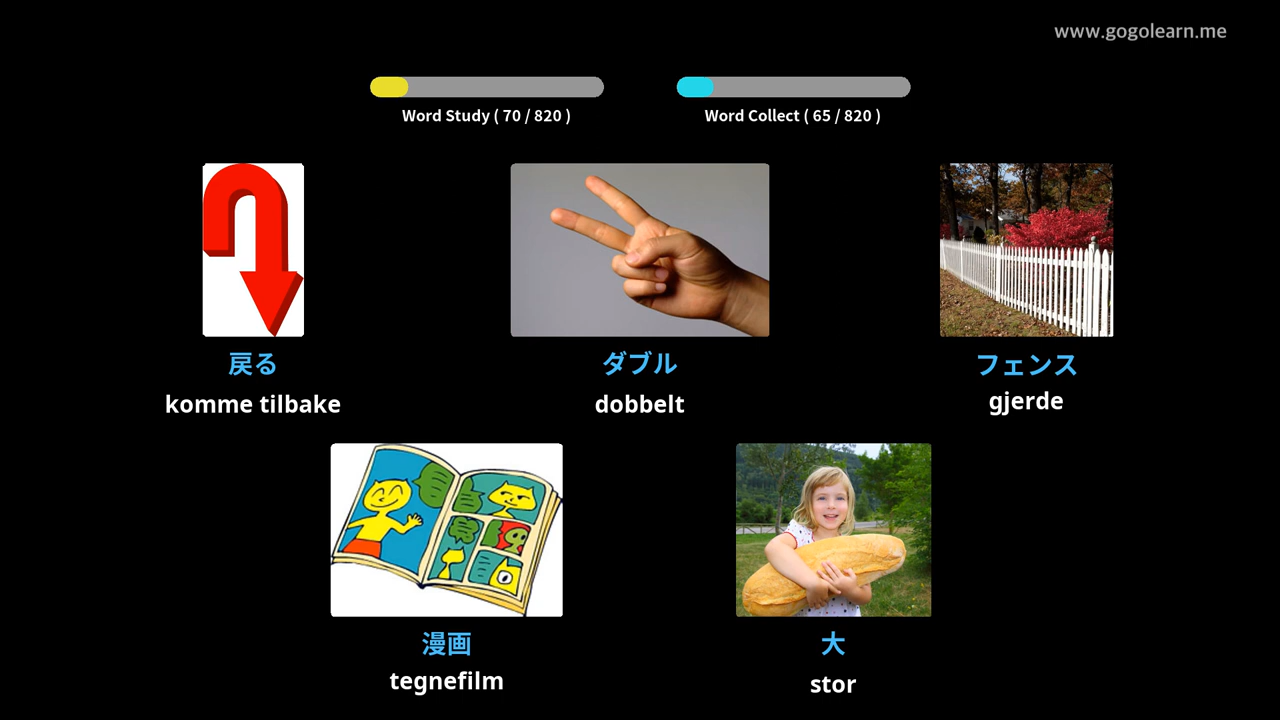 www.gogolearn.me
Word Study ( 70 / 820 )
Word Collect ( 65 / 820 )
戻る
komme tilbake
ダブル
dobbelt
フェンス
gjerde
漫画
tegnefilm
大
stor